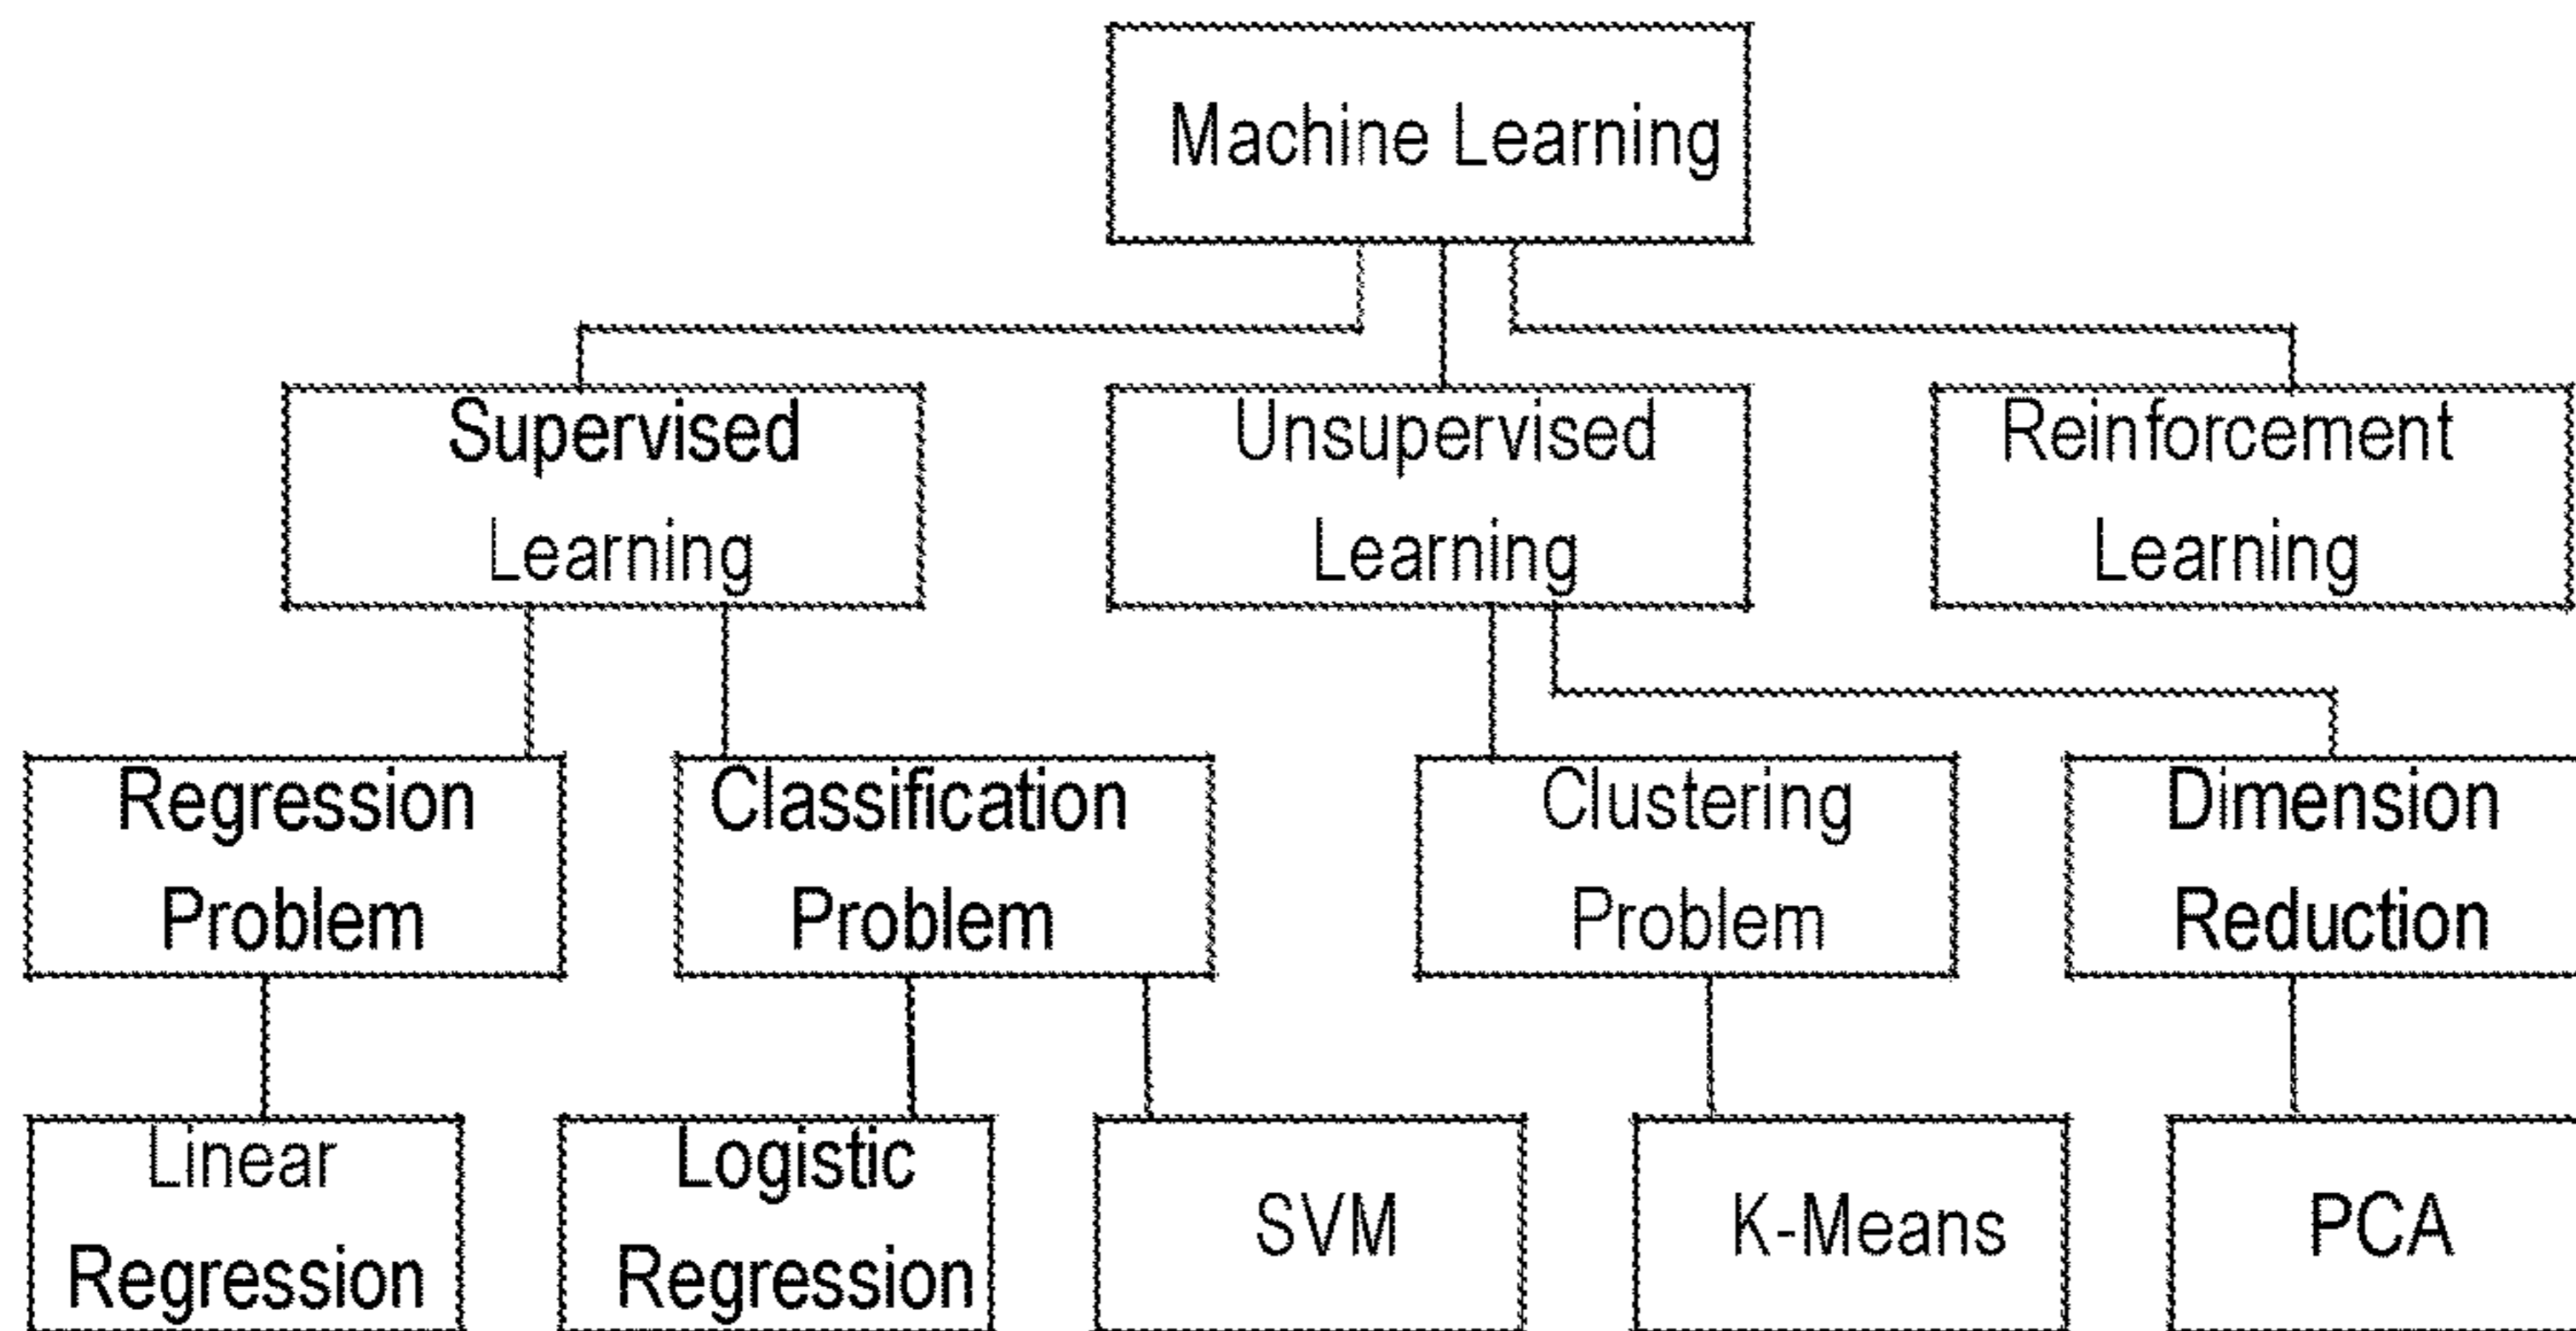 Machine Learning
Supervised
Learning
Unsupervised
Learning
Reinforcement
Learning
Regression
Problem
Classification
Problem
Clustering
Problem
Dimension
Reduction
Linear
Regression
Logistic
Regression
SVM
K-Means
PCA